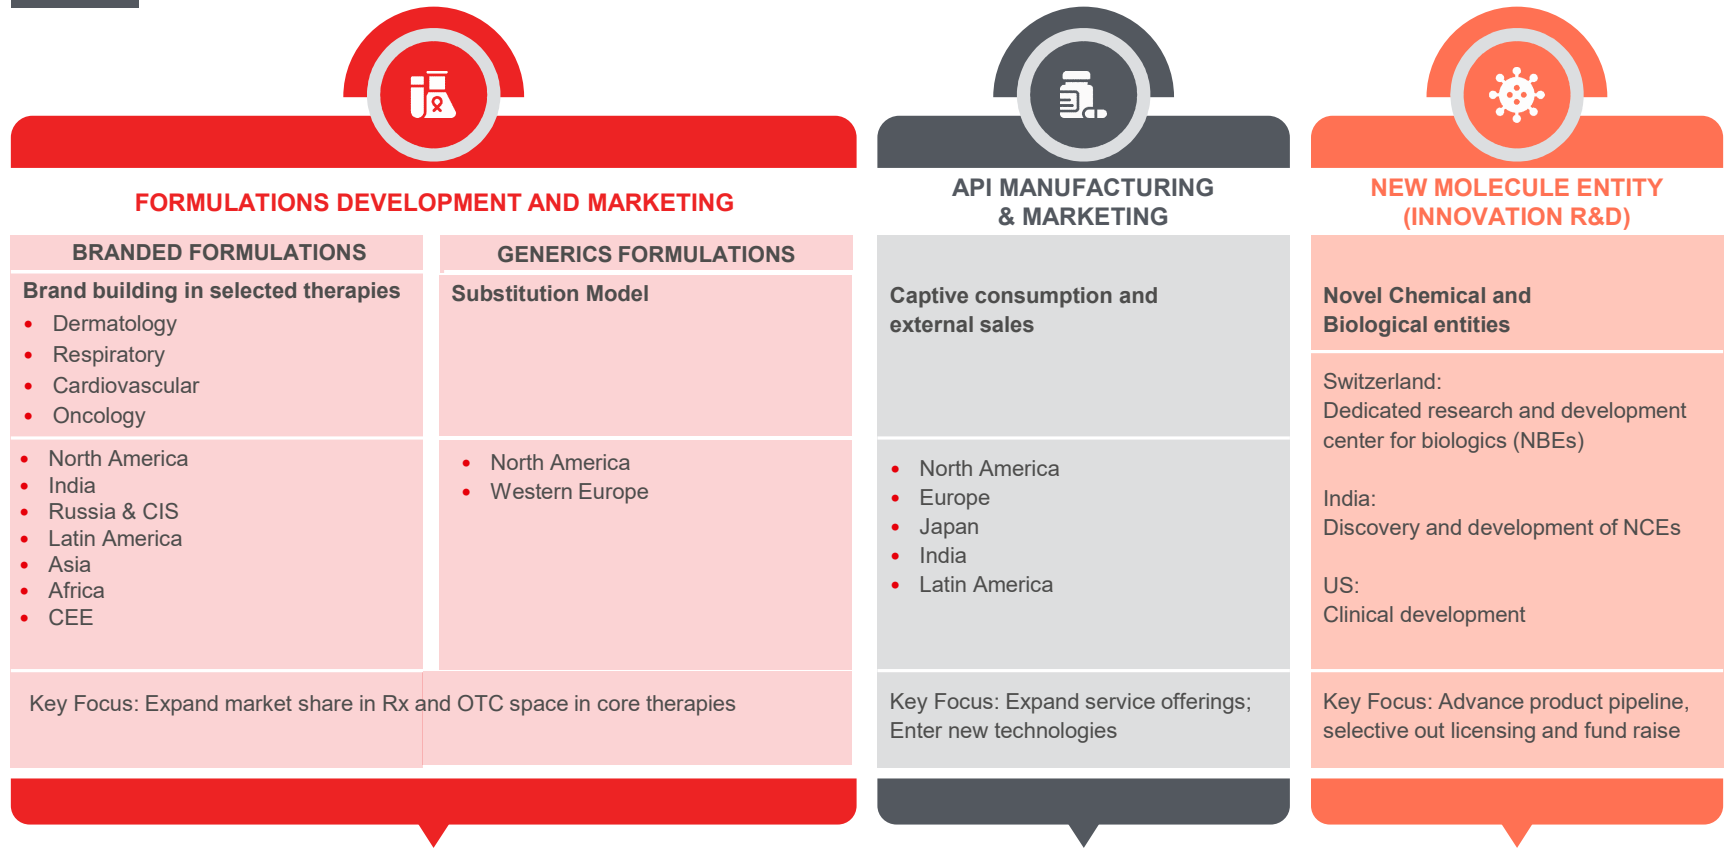 FORMULATIONS DEVELOPMENT AND MARKETING
BRANDED FORMULATIONS
Brand building in selected therapies
• Dermatology
• Respiratory
• Cardiovascular
• Oncology
• North America
• India
• Russia & CIS
• Latin America
• Asia
• Africa
• CEE
GENERICS FORMULATIONS
Substitution Model
• North America
• Western Europe
Key Focus: Expand market share in Rx and OTC space in core therapies
API MANUFACTURING
& MARKETING
Captive consumption and
external sales
• North America
• Europe
• Japan
• India
• Latin America
Key Focus: Expand service offerings;
Enter new technologies
NEW MOLECULE ENTITY
(INNOVATION R&D)
Novel Chemical and
Biological entities
Switzerland:
Dedicated research and development
center for biologics (NBEs)
India:
Discovery and development of NCEs
US:
Clinical development
Key Focus: Advance product pipeline,
selective out licensing and fund raise